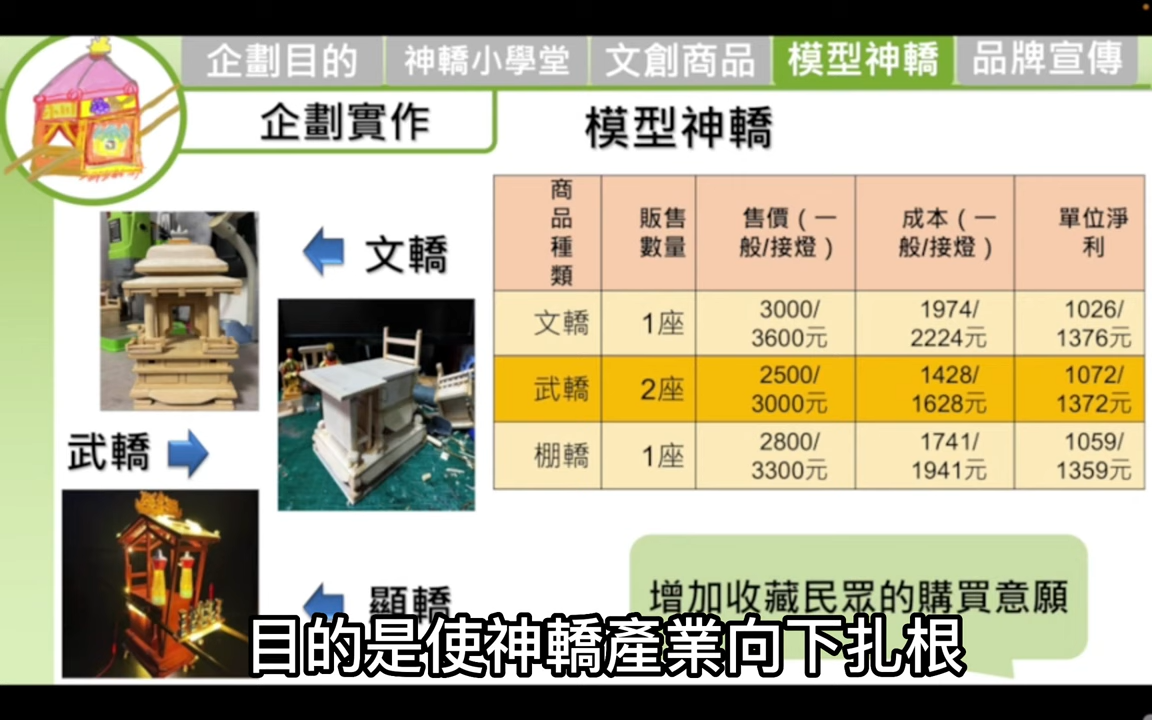 企劃目的 神轎小學堂 文創商品 模型神轎 品牌宣傳
企劃實作
模型神轎
文轎
武轎
顯轎
商品種類 販售數量 售價（一般/接燈） 成本（一般/接燈） 單位淨利
文轎 1座 3000/3600元 1974/2224元 1026/1376元
武轎 2座 2500/3000元 1428/1628元 1072/1372元
棚轎 1座 2800/3300元 1741/1941元 1059/1359元
增加收藏民眾的購買意願
目的是使神轎產業向下扎根